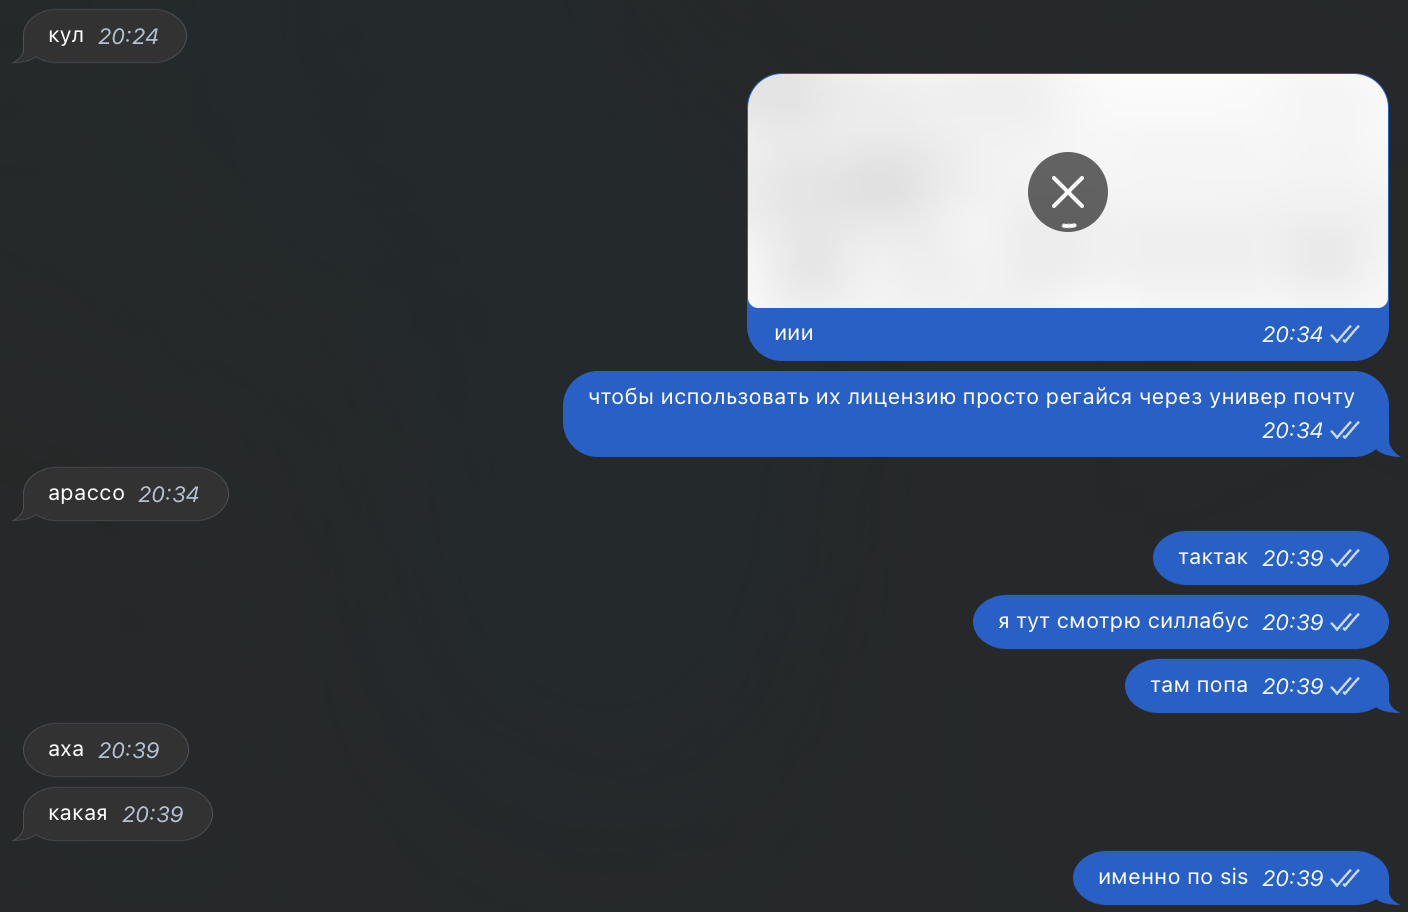 кул 20:24
иии 20:34
чтобы использовать их лицензию просто регайся через универ почту
20:34
арассо 20:34
тактак 20:39
я тут смотрю силлабус 20:39
там попа 20:39
аха 20:39
какая 20:39
именно по sis 20:39